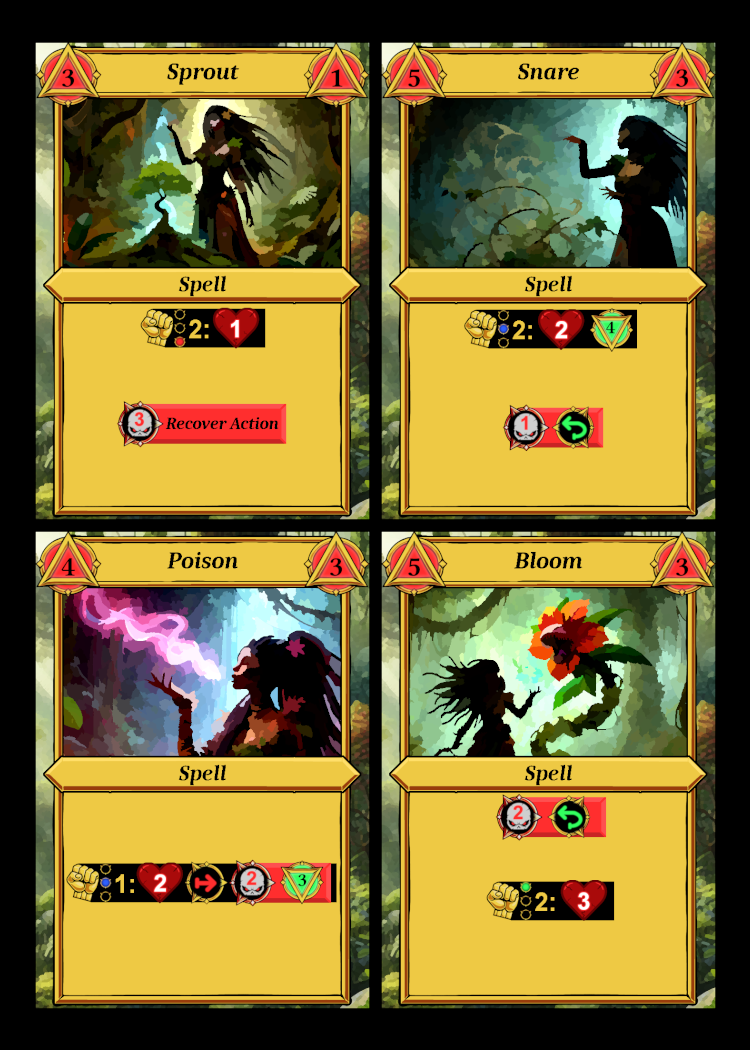 3 Sprout 1
Spell
2: 1
3 Recover Action
5 Snare 3
Spell
2: 2 4
1
4 Poison 3
Spell
1: 2 2 3
5 Bloom 3
Spell
2
2: 3